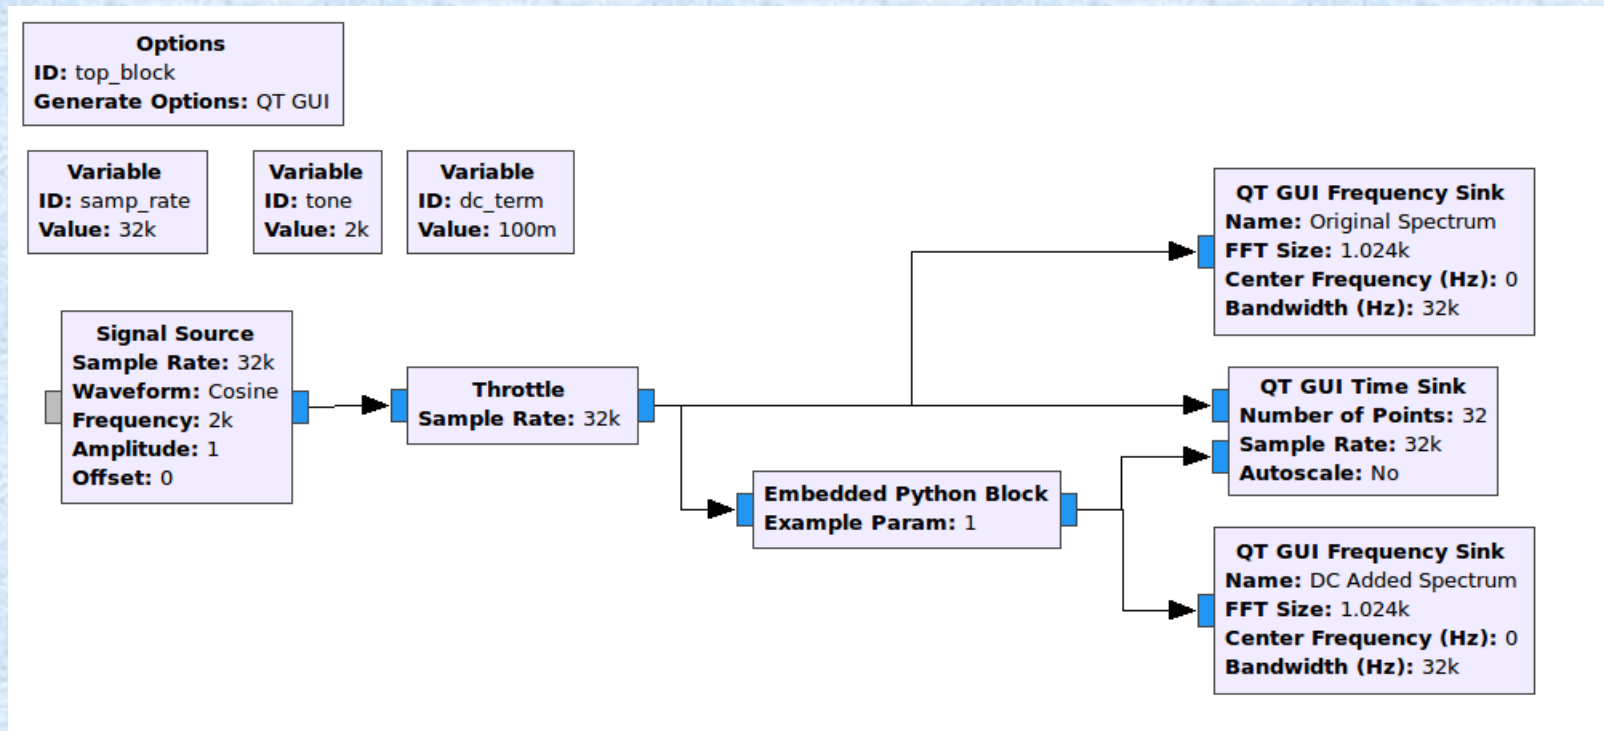 Options
ID: top_block
Generate Options: QT GUI
Variable
ID: samp_rate
Value: 32k
Variable
ID: tone
Value: 2k
Variable
ID: dc_term
Value: 100m
Signal Source
Sample Rate: 32k
Waveform: Cosine
Frequency: 2k
Amplitude: 1
Offset: 0
Throttle
Sample Rate: 32k
Embedded Python Block
Example Param: 1
QT GUI Frequency Sink
Name: Original Spectrum
FFT Size: 1.024k
Center Frequency (Hz): 0
Bandwidth (Hz): 32k
QT GUI Time Sink
Number of Points: 32
Sample Rate: 32k
Autoscale: No
QT GUI Frequency Sink
Name: DC Added Spectrum
FFT Size: 1.024k
Center Frequency (Hz): 0
Bandwidth (Hz): 32k